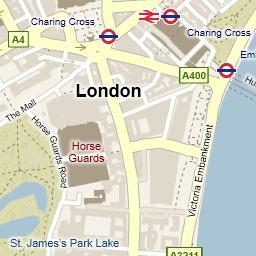 Charing Cross
Charing Cross
A4
Em
A400
Hu
London
The Mall
Horse
Guards
Horse Guards Road
Victoria Embankment
St. James's Park Lake
A3211